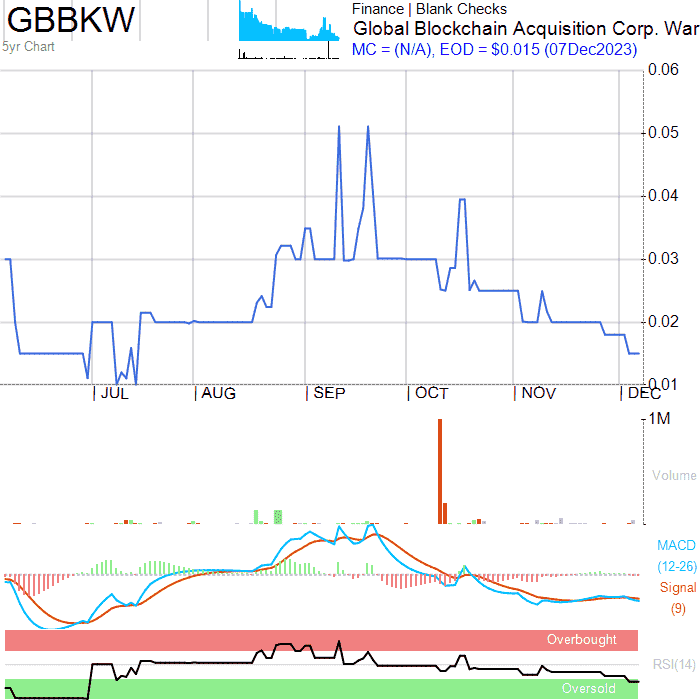 GBBKW
Finance | Blank Checks
Global Blockchain Acquisition Corp. War
5yr Chart
MC = (N/A), EOD = $0.015 (07Dec2023)
0.06
0.05
0.04
0.03
0.02
0.01
JUL AUG SEP OCT NOV DEC
1M
Volume
MACD
(12-26)
Signal
(9)
Overbought
RSI(14)
Oversold